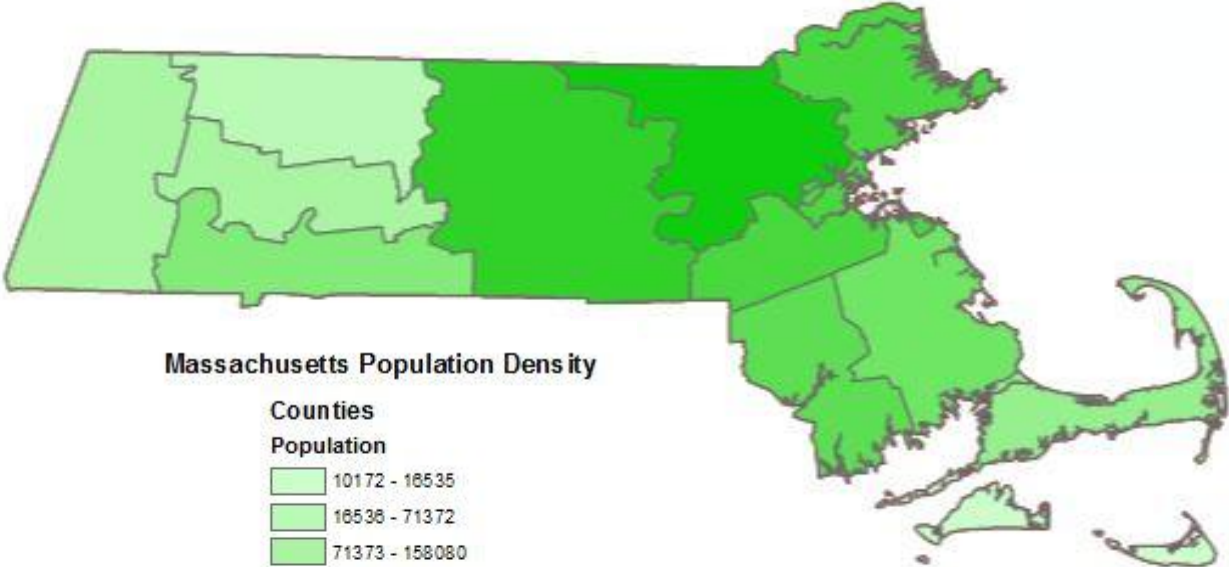 Massachusetts Population Density
Counties
Population
10172 - 16535
16536 - 71372
71373 - 158080